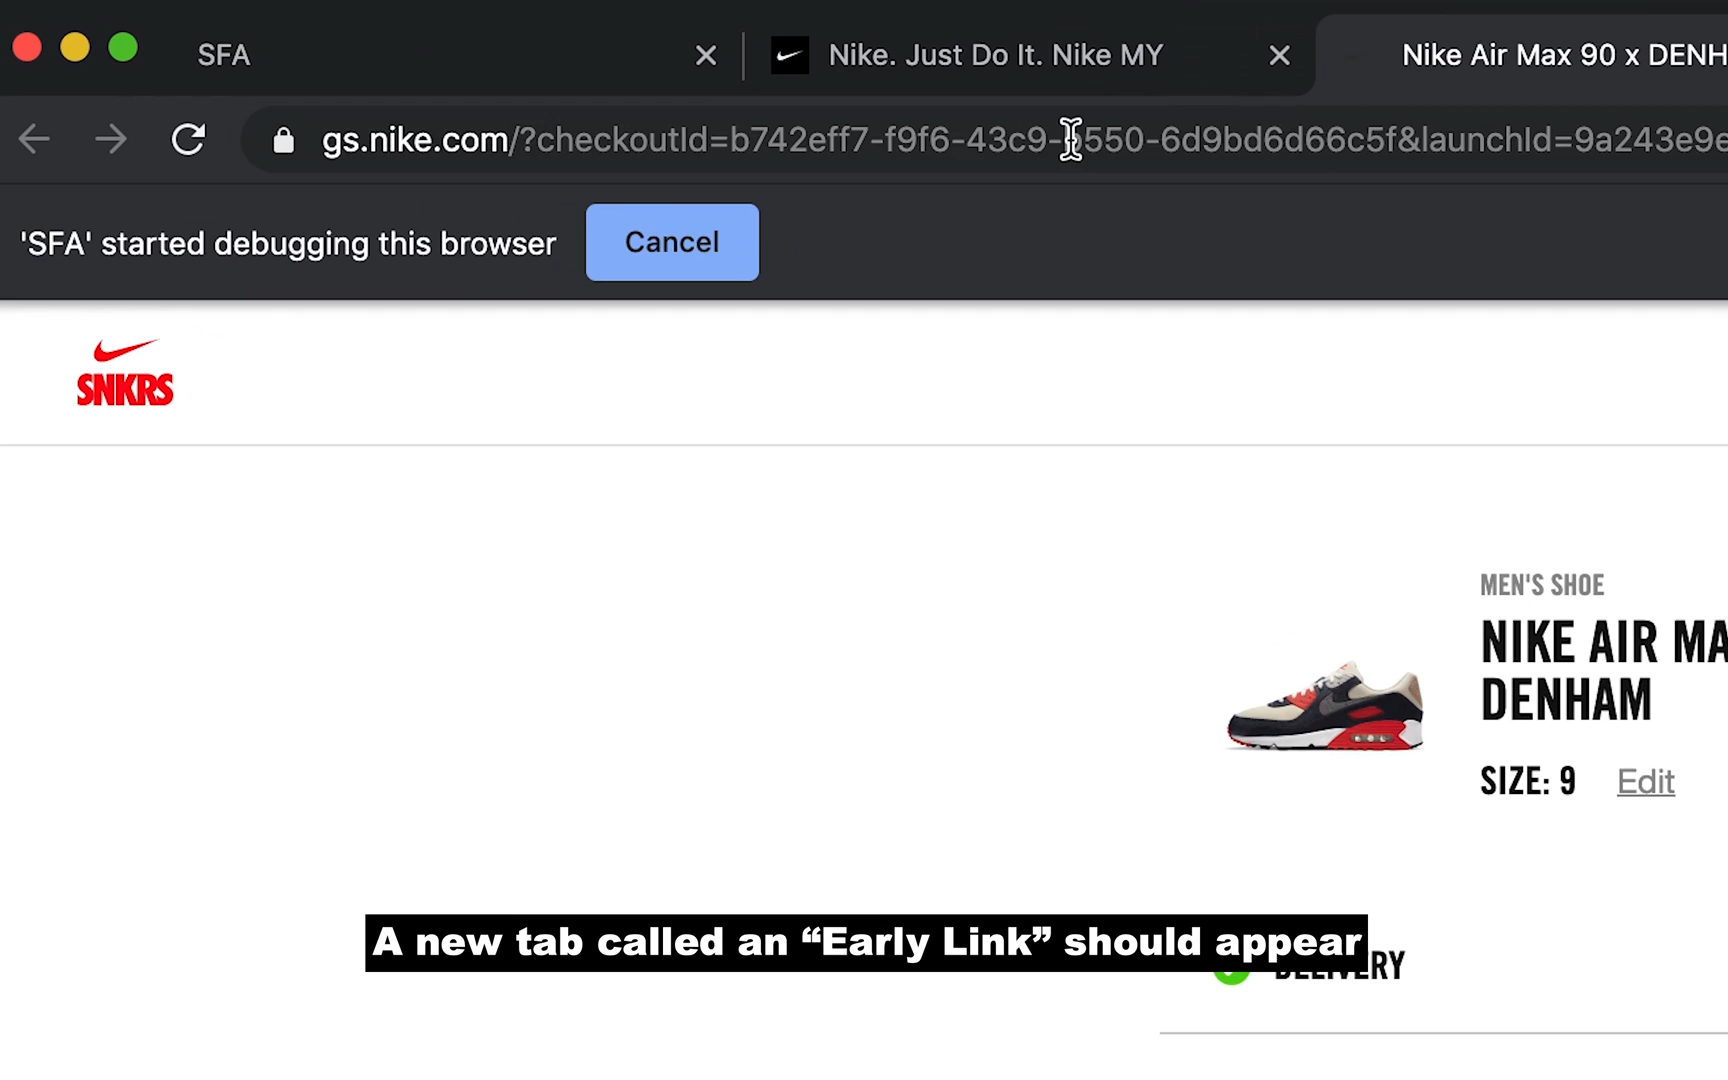 SFA
Nike. Just Do It. Nike MY
Nike Air Max 90 x DENH
gs.nike.com/?checkoutId=b742eff7-f9f6-43c9-b550-6d9bd6d66c5f&launchId=9a243e9e
'SFA' started debugging this browser
Cancel
SNKRS
MEN'S SHOE
NIKE AIR MA
DENHAM
SIZE: 9 Edit
A new tab called an “Early Link” should appear
DELIVERY